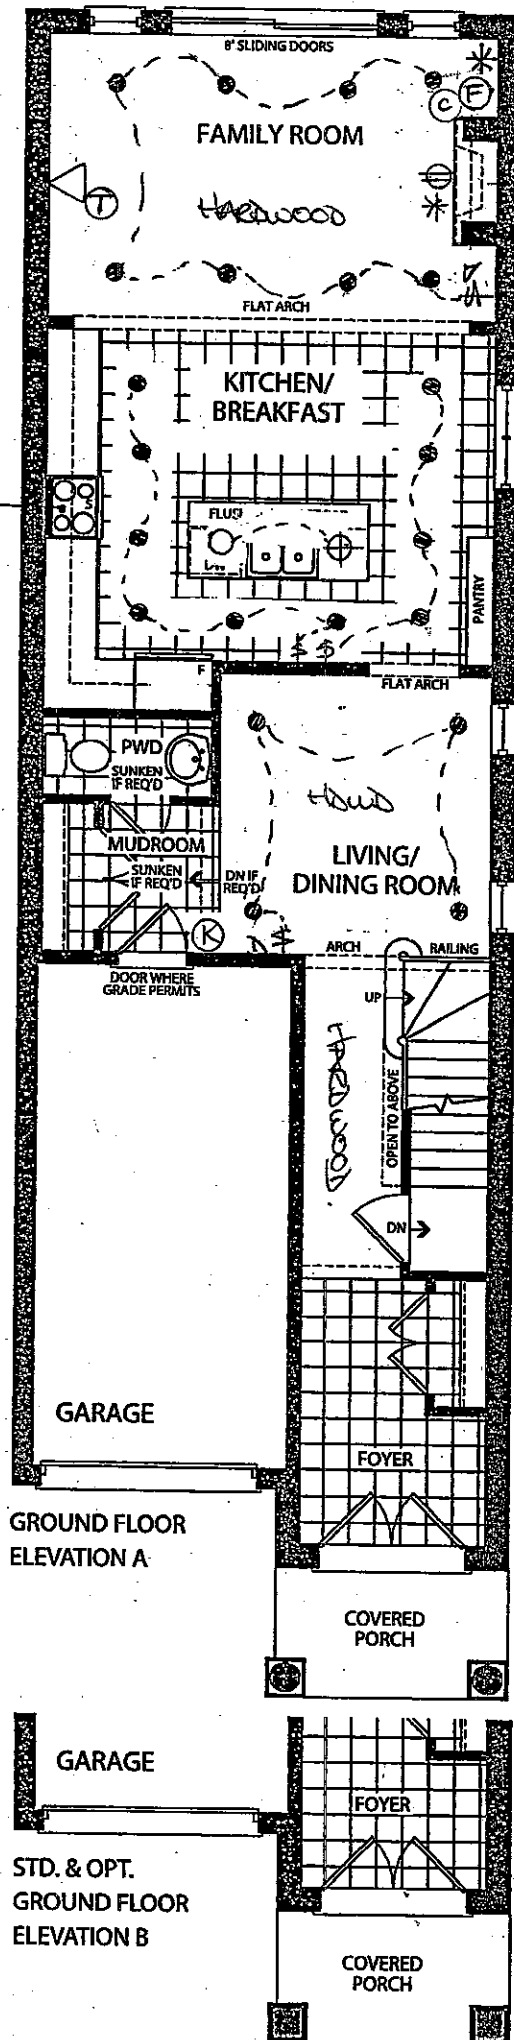 8' SLIDING DOORS
C
F
FAMILY ROOM
T
HARDWOOD
FLAT ARCH
KITCHEN/
BREAKFAST
FLUSH
PANTRY
F
FLAT ARCH
PWD
SUNKEN
IF REQ'D
HDWD
MUDROOM
SUNKEN
IF REQ'D
DN IF
REQ'D
LIVING/
DINING ROOM
K
ARCH
RAILING
DOOR WHERE
GRADE PERMITS
UP
HARDWOOD.
OPEN TO ABOVE
DN
GARAGE
FOYER
GROUND FLOOR
ELEVATION A
COVERED
PORCH
GARAGE
FOYER
STD. & OPT.
GROUND FLOOR
ELEVATION B
COVERED
PORCH